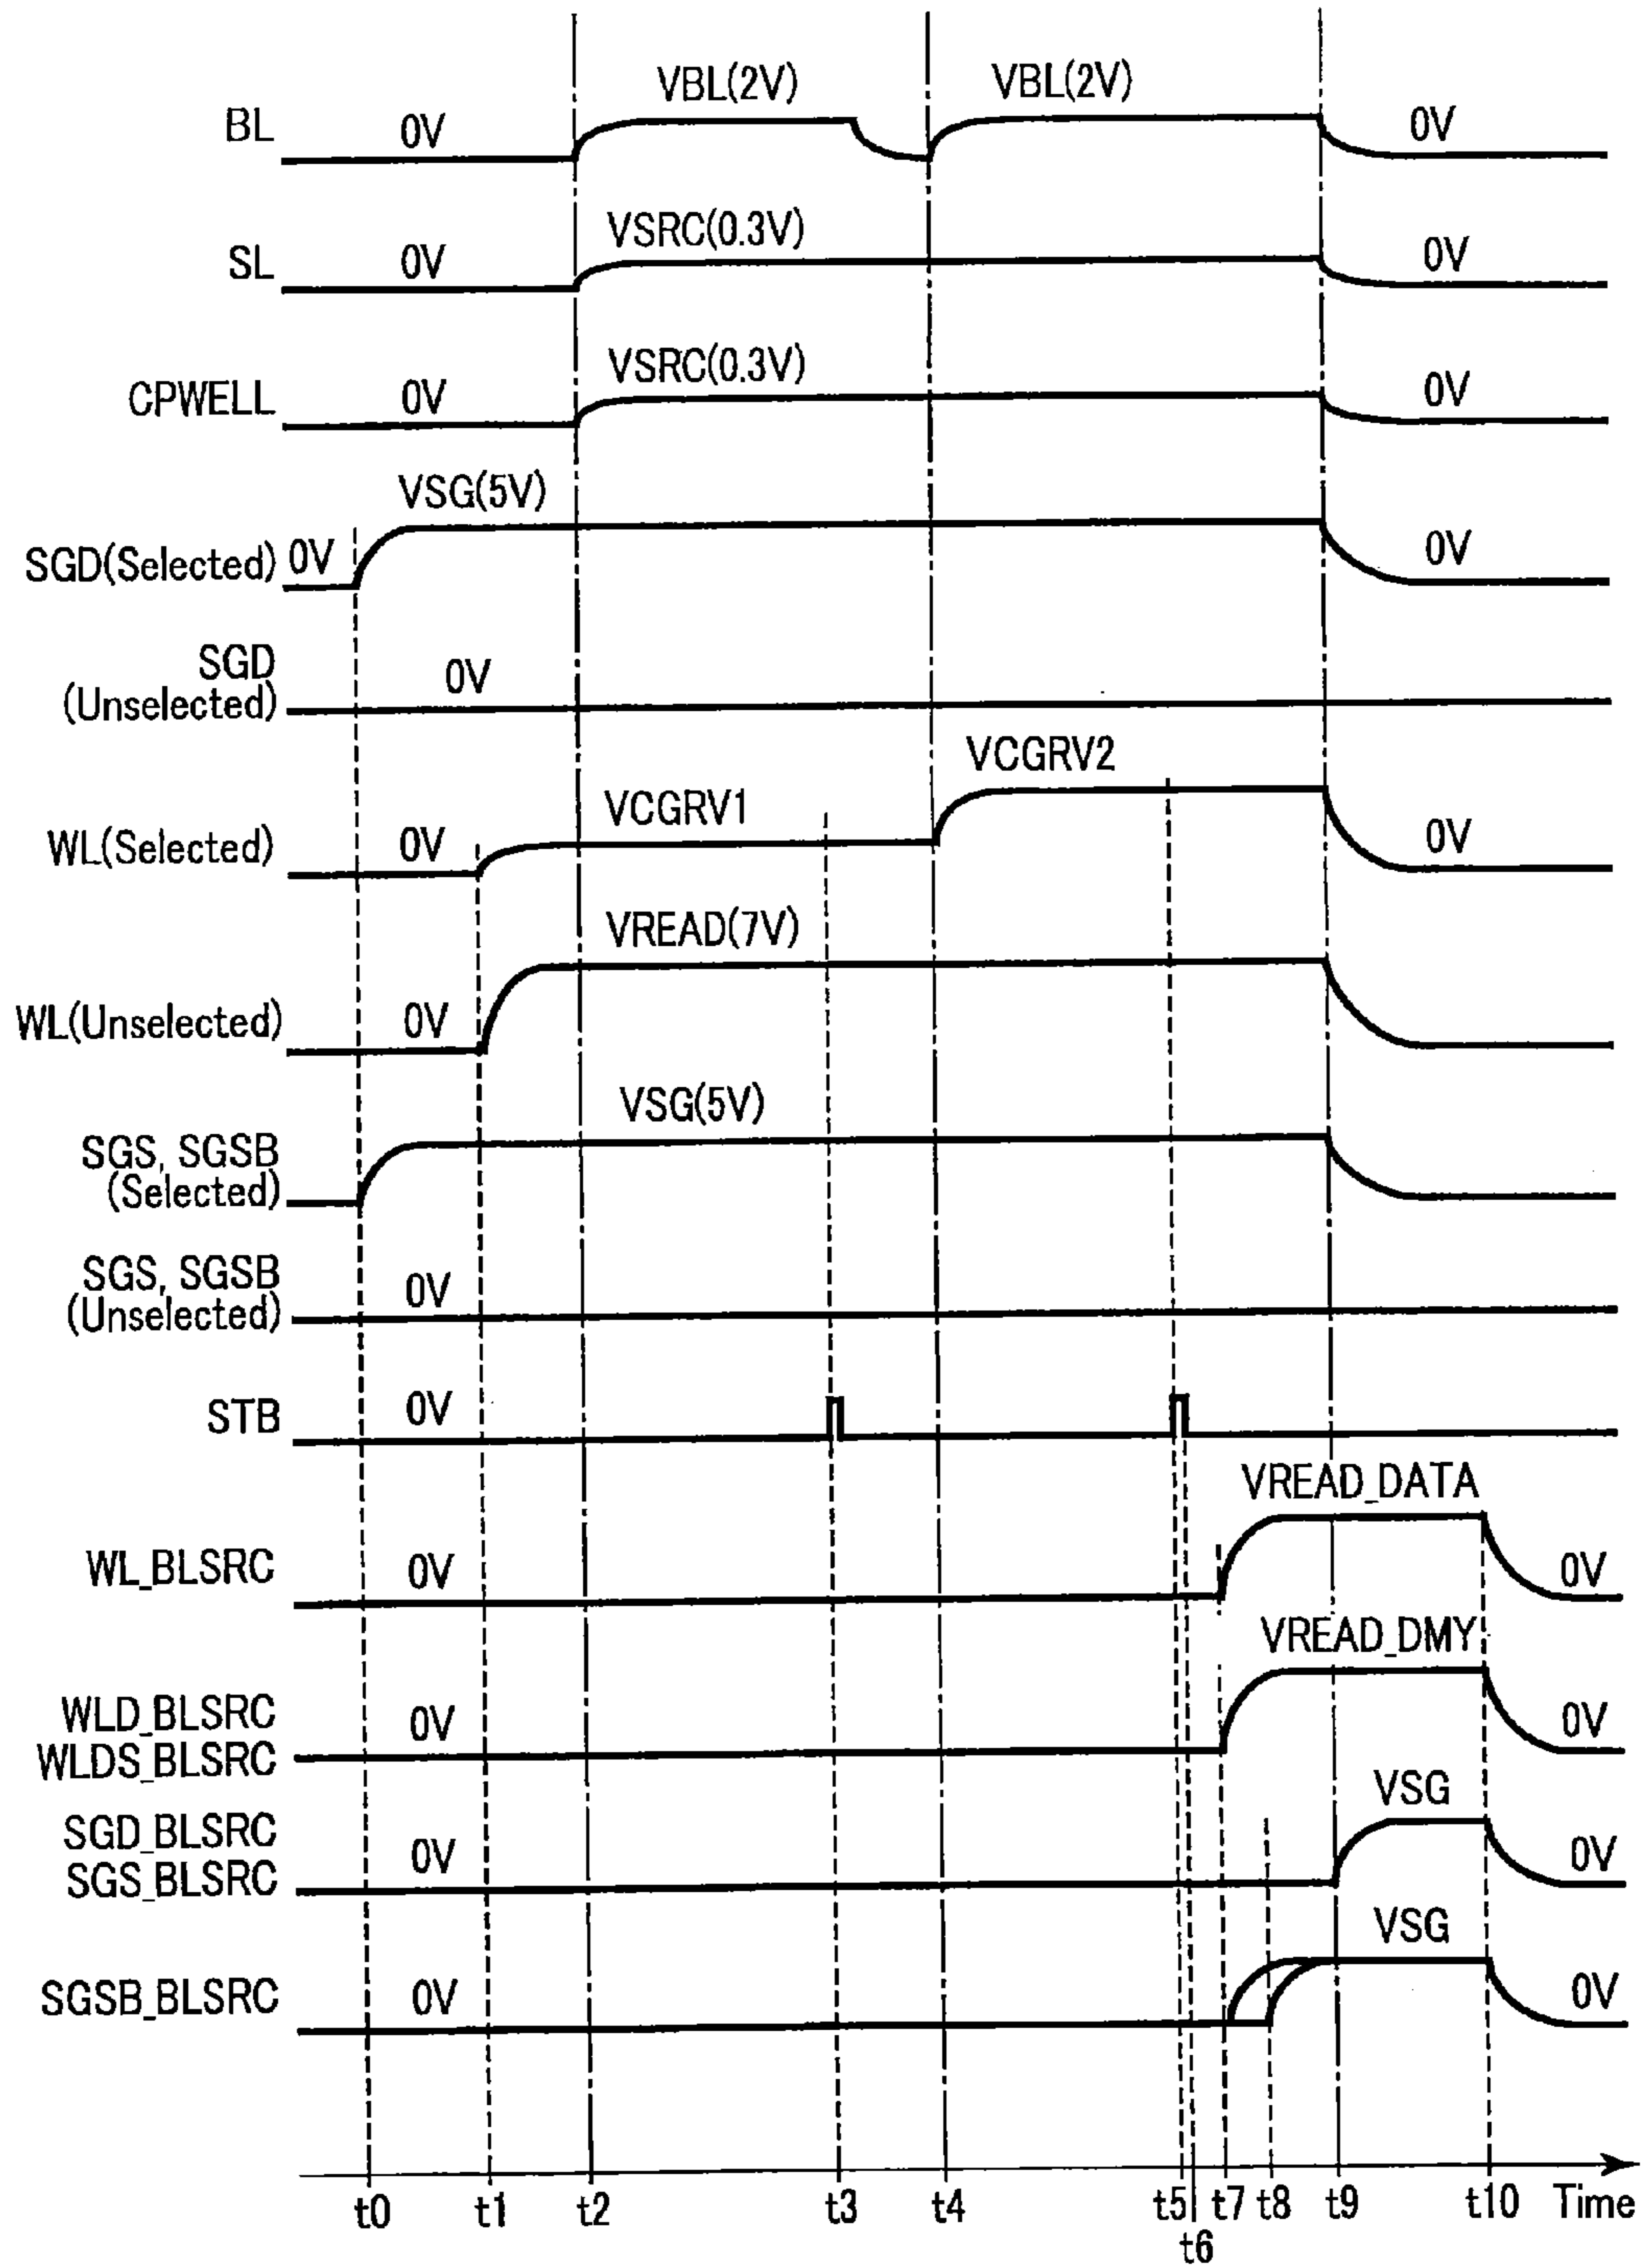 VBL(2V) VBL(2V)
BL 0V 0V
VSRC(0.3V)
SL 0V 0V
VSRC(0.3V)
CPWELL 0V 0V
VSG(5V)
SGD(Selected) 0V 0V
SGD
(Unselected) 0V
VCGRV2
VCGRV1
WL(Selected) 0V 0V
VREAD(7V)
WL(Unselected) 0V
VSG(5V)
SGS, SGSB
(Selected)
SGS, SGSB
(Unselected) 0V
STB 0V
VREAD_DATA
WL_BLSRC 0V 0V
VREAD_DMY
WLD_BLSRC 0V 0V
WLDS_BLSRC
VSG
SGD_BLSRC 0V 0V
SGS_BLSRC
VSG
SGSB_BLSRC 0V 0V
t0 t1 t2 t3 t4 t5 t7 t8 t9 t10 Time
t6